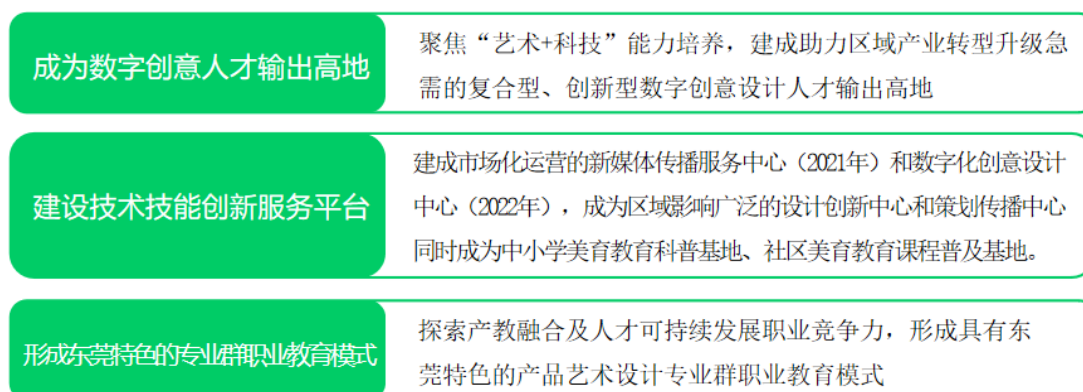 成为数字创意人才输出高地
聚焦“艺术+科技”能力培养，建成助力区域产业转型升级急
需的复合型、创新型数字创意设计人才输出高地
建设技术技能创新服务平台
建成市场化运营的新媒体传播服务中心（2021年）和数字化创意设计
中心（2022年），成为区域影响广泛的设计创新中心和策划传播中心
同时成为中小学美育教育科普基地、社区美育教育课程普及基地。
形成东莞特色的专业群职业教育模式
探索产教融合及人才可持续发展职业竞争力，形成具有东
莞特色的产品艺术设计专业群职业教育模式